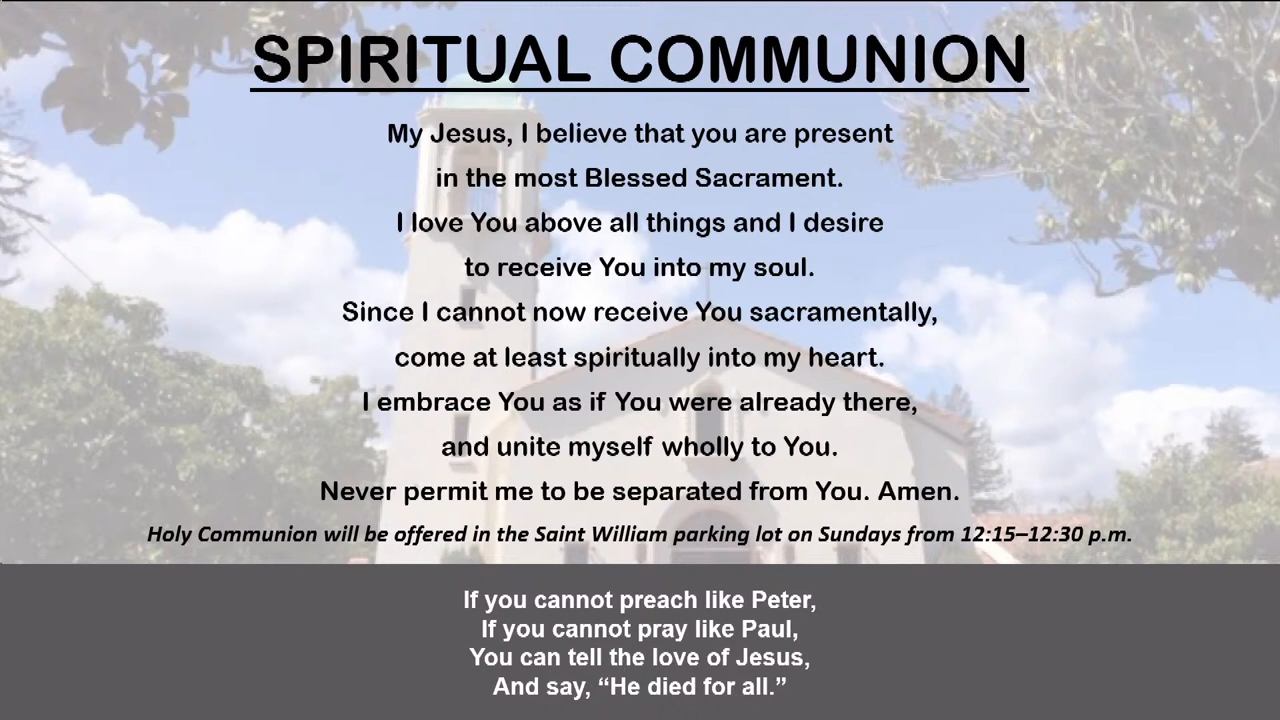 SPIRITUAL COMMUNION
My Jesus, I believe that you are present
in the most Blessed Sacrament.
I love You above all things and I desire
to receive You into my soul.
Since I cannot now receive You sacramentally,
come at least spiritually into my heart.
I embrace You as if You were already there,
and unite myself wholly to You.
Never permit me to be separated from You. Amen.
Holy Communion will be offered in the Saint William parking lot on Sundays from 12:15–12:30 p.m.
If you cannot preach like Peter,
If you cannot pray like Paul,
You can tell the love of Jesus,
And say, “He died for all.”